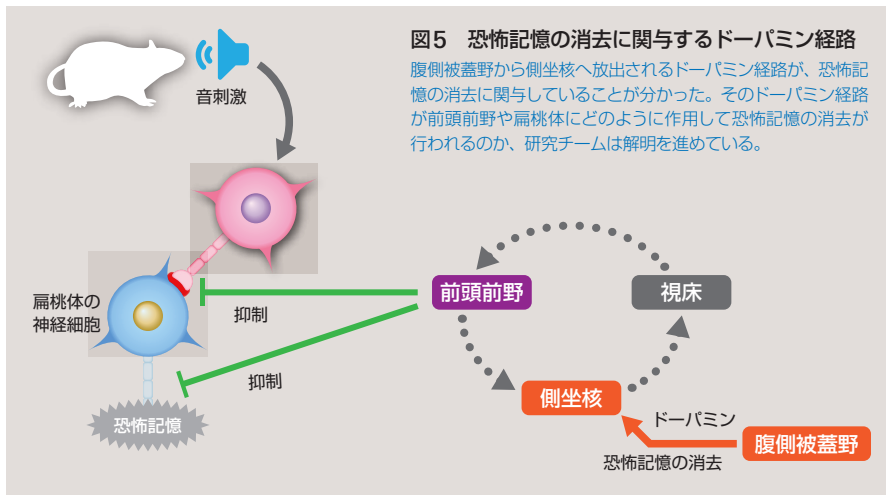 図5 恐怖記憶の消去に関与するドーパミン経路
腹側被蓋野から側坐核へ放出されるドーパミン経路が、恐怖記
憶の消去に関与していることが分かった。そのドーパミン経路
が前頭前野や扁桃体にどのように作用して恐怖記憶の消去が
行われるのか、研究チームは解明を進めている。
音刺激
扁桃体の
神経細胞
抑制
抑制
恐怖記憶
前頭前野
視床
側坐核
ドーパミン
恐怖記憶の消去
腹側被蓋野